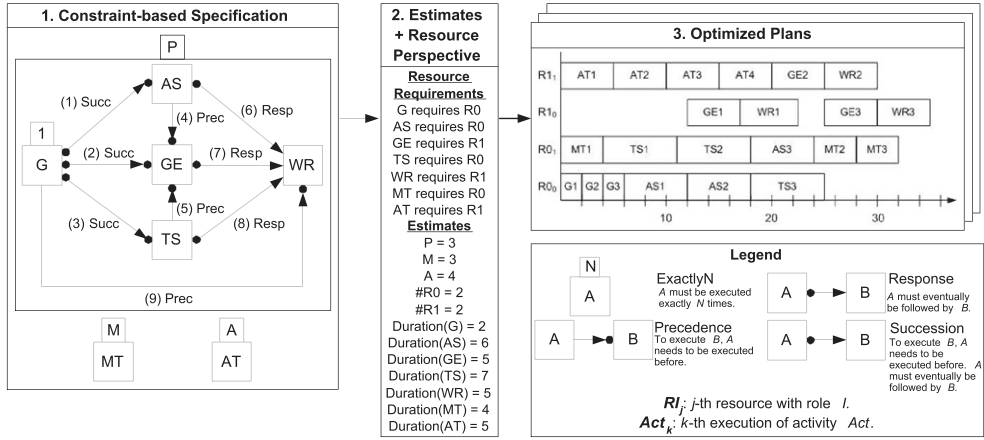 1. Constraint-based Specification
P
AS
(1) Succ
(6) Resp
(4) Prec
1
G
(2) Succ
GE
(7) Resp
WR
(5) Prec
(3) Succ
(8) Resp
TS
(9) Prec
M
MT
A
AT
2. Estimates
+ Resource
Perspective
Resource
Requirements
G requires R0
AS requires R0
GE requires R1
TS requires R0
WR requires R1
MT requires R0
AT requires R1
Estimates
P = 3
M = 3
A = 4
#R0 = 2
#R1 = 2
Duration(G) = 2
Duration(AS) = 6
Duration(GE) = 5
Duration(TS) = 7
Duration(WR) = 5
Duration(MT) = 4
Duration(AT) = 5
3. Optimized Plans
R1₁ AT1 AT2 AT3 AT4 GE2 WR2
R1₀ GE1 WR1 GE3 WR3
R0₁ MT1 TS1 TS2 AS3 MT2 MT3
R0₀ G1 G2 G3 AS1 AS2 TS3
10 20 30
Legend
N
A
ExactlyN
A must be executed
exactly N times.
A B
Response
A must eventually
be followed by B.
A B
Precedence
To execute B, A
needs to be executed
before.
A B
Succession
To execute B, A
needs to be
executed before. A
must eventually be
followed by B.
RIⱼ: j-th resource with role I.
Actₖ: k-th execution of activity Act.